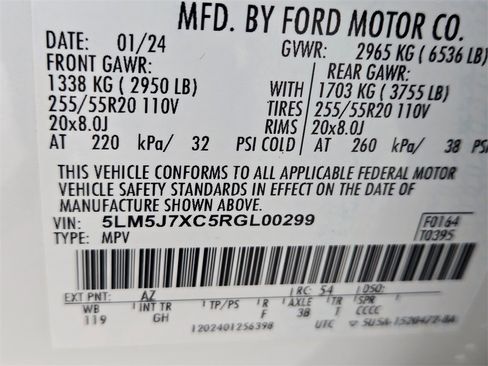 MFD. BY FORD MOTOR CO.
DATE: 01/24 GVWR: 2965 KG ( 6536 LB)
FRONT GAWR: REAR GAWR:
1338 KG ( 2950 LB) WITH 1703 KG ( 3755 LB)
255/55R20 110V TIRES 255/55R20 110V
20x8.0J RIMS 20x8.0J
AT 220 kPa/ 32 PSI COLD AT 260 kPa/ 38 PSI
THIS VEHICLE CONFORMS TO ALL APPLICABLE FEDERAL MOTOR
VEHICLE SAFETY STANDARDS IN EFFECT ON THE DATE OF
MANUFACTURE SHOWN ABOVE.
VIN: 5LM5J7XC5RGL00299 F0164
TYPE: MPV T0395
EXT PNT: AZ RC: 54 DSO:
WB INT TR TP/PS R AXLE TR SPR
119 GH F 38 T CCCC
1202401256398 UTC